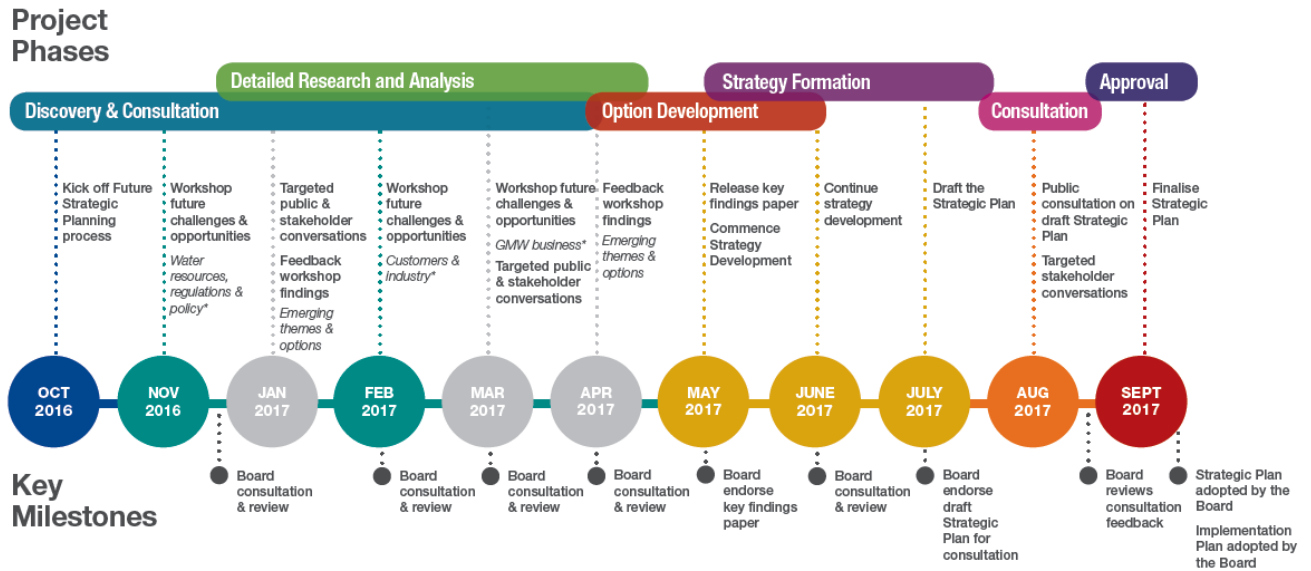 Project
Phases
Detailed Research and Analysis
Strategy Formation
Approval
Discovery & Consultation
Option Development
Consultation
Kick off Future
Strategic
Planning
process
Workshop
future
challenges &
opportunities
Water
resources,
regulations &
policy*
Targeted
public &
stakeholder
conversations
Feedback
workshop
findings
Emerging
themes &
options
Workshop
future
challenges &
opportunities
Customers &
industry*
Workshop future
challenges &
opportunities
GMW business*
Targeted public
& stakeholder
conversations
Feedback
workshop
findings
Emerging
themes &
options
Release key
findings paper
Commence
Strategy
Development
Continue
strategy
development
Draft the
Strategic Plan
Public
consultation on
draft Strategic
Plan
Targeted
stakeholder
conversations
Finalise
Strategic
Plan
OCT
2016
NOV
2016
JAN
2017
FEB
2017
MAR
2017
APR
2017
MAY
2017
JUNE
2017
JULY
2017
AUG
2017
SEPT
2017
Key
Milestones
Board
consultation
& review
Board
consultation
& review
Board
consultation
& review
Board
consultation
& review
Board
endorse
key findings
paper
Board
consultation
& review
Board
endorse
draft
Strategic
Plan for
consultation
Board
reviews
consultation
feedback
Strategic Plan
adopted by the
Board
Implementation
Plan adopted by
the Board